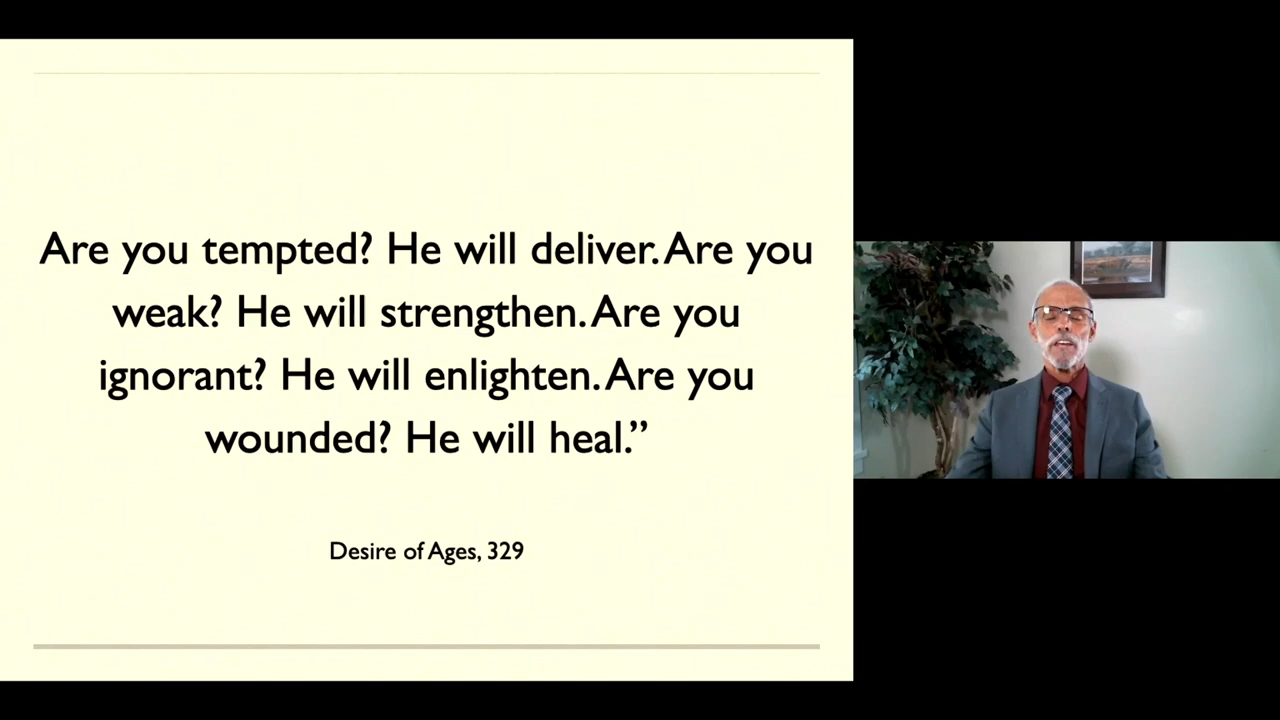 Are you tempted? He will deliver. Are you
weak? He will strengthen. Are you
ignorant? He will enlighten. Are you
wounded? He will heal.”
Desire of Ages, 329